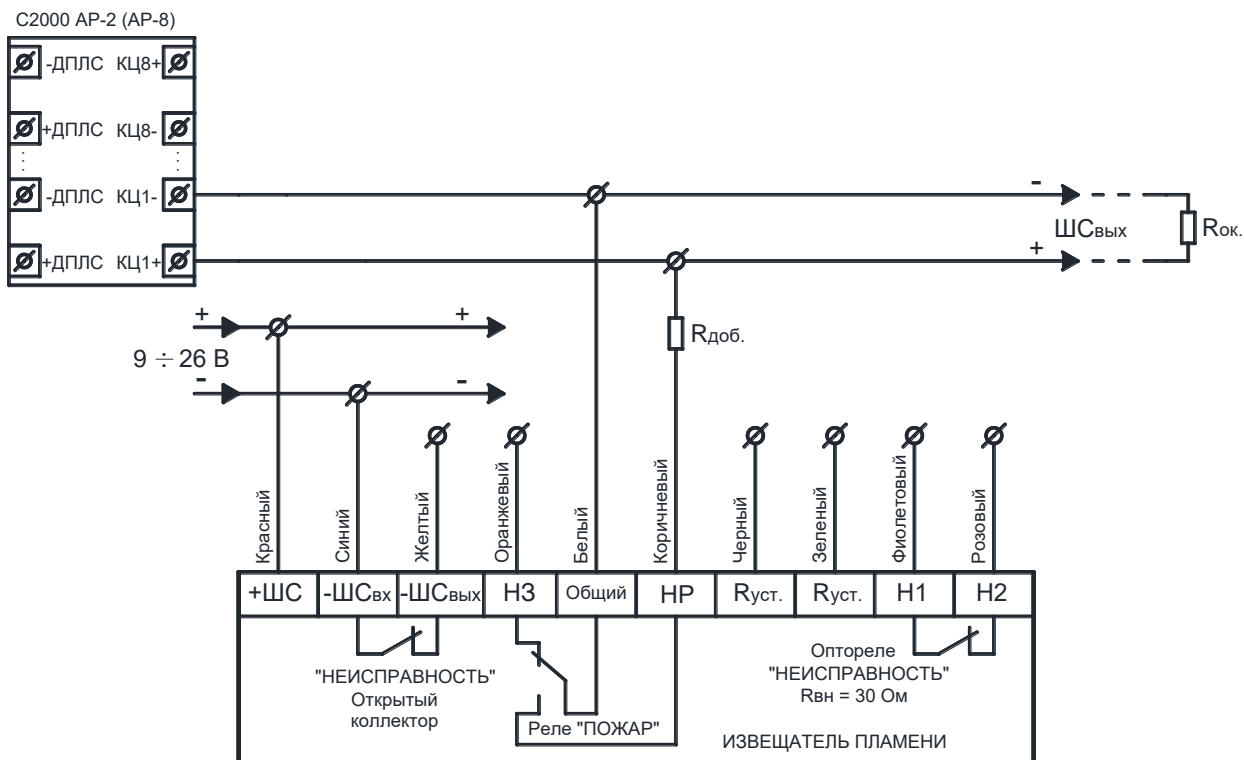 С2000 АР-2 (АР-8)
-ДПЛС КЦ8+
+ДПЛС КЦ8-
-ДПЛС КЦ1-
+ДПЛС КЦ1+
-
ШСвых
+
Rок.
+ +
9 ÷ 26 В
- -
Rдоб.
Красный
Синий
Желтый
Оранжевый
Белый
Коричневый
Черный
Зеленый
Фиолетовый
Розовый
+ШС -ШСвх -ШСвых НЗ Общий НР Rуст. Rуст. Н1 Н2
"НЕИСПРАВНОСТЬ"
Открытый
коллектор
Реле "ПОЖАР"
Оптореле
"НЕИСПРАВНОСТЬ"
Rвн = 30 Ом
ИЗВЕЩАТЕЛЬ ПЛАМЕНИ